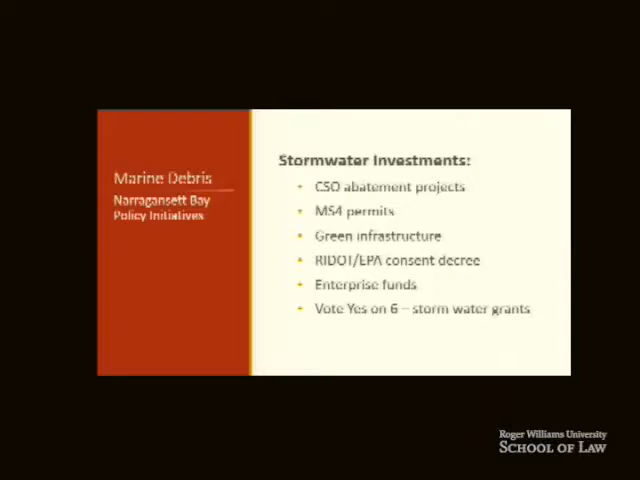 Marine Debris
Narragansett Bay
Policy Initiatives
Stormwater Investments:
• CSO abatement projects
• MS4 permits
• Green infrastructure
• RIDOT/EPA consent decree
• Enterprise funds
• Vote Yes on 6 – storm water grants
Roger Williams University
SCHOOL OF LAW